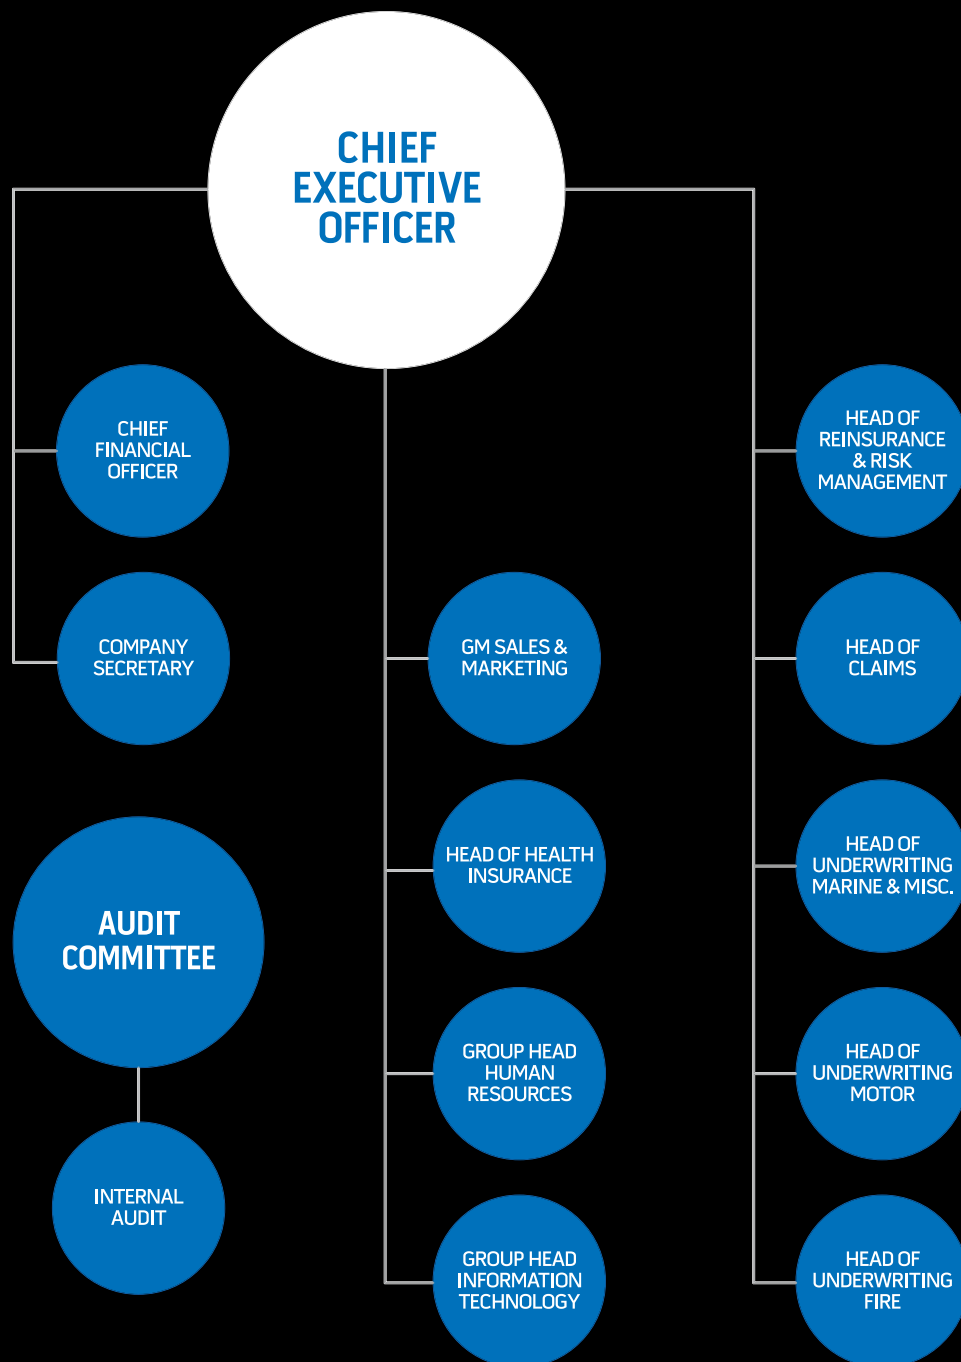 CHIEF
EXECUTIVE
OFFICER
CHIEF
FINANCIAL
OFFICER
COMPANY
SECRETARY
AUDIT
COMMITTEE
INTERNAL
AUDIT
GM SALES &
MARKETING
HEAD OF HEALTH
INSURANCE
GROUP HEAD
HUMAN
RESOURCES
GROUP HEAD
INFORMATION
TECHNOLOGY
HEAD OF
REINSURANCE
& RISK
MANAGEMENT
HEAD OF
CLAIMS
HEAD OF
UNDERWRITING
MARINE & MISC.
HEAD OF
UNDERWRITING
MOTOR
HEAD OF
UNDERWRITING
FIRE